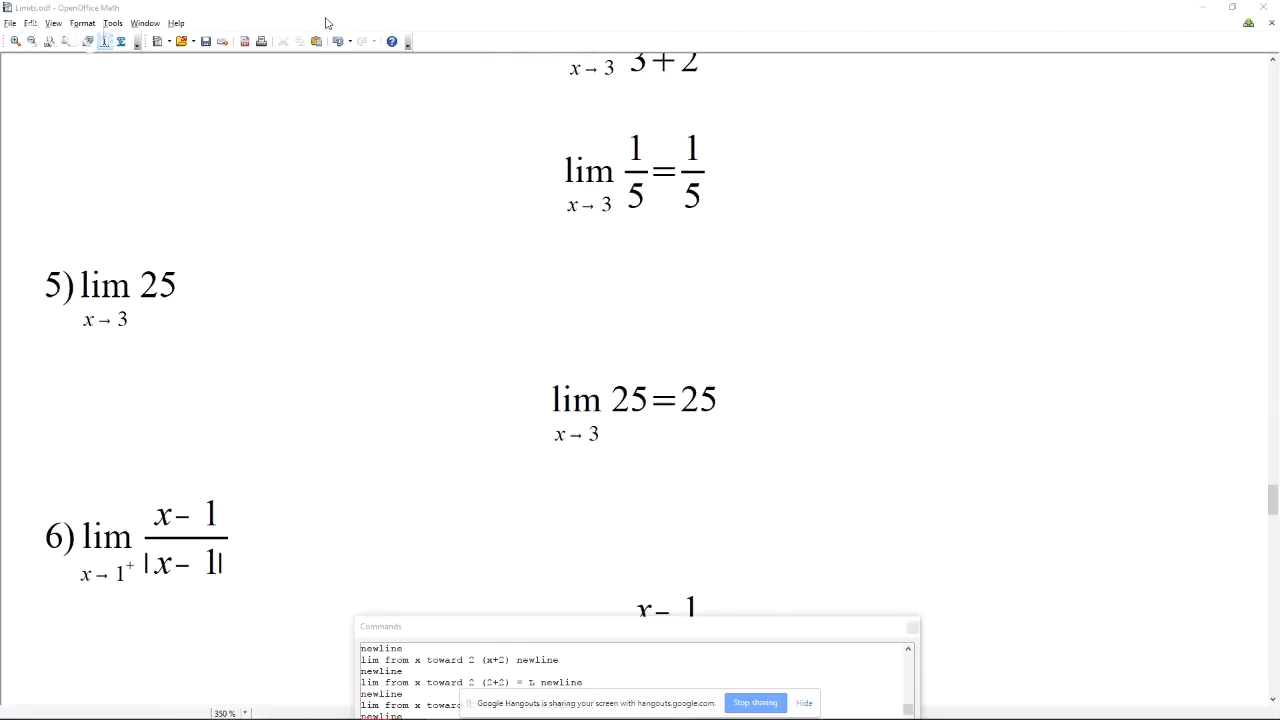 Limits.odf - OpenOffice Math
File Edit View Format Tools Window Help
x→3 3+2
lim x→3 1/5=1/5
5) lim x→3 25
lim x→3 25=25
6) lim x→1⁺ x− 1/|x− 1|
x− 1
Commands
newline
lim from x toward 2 (x+2) newline
newline
lim from x toward 2 (2+2) = L newline
newline
lim from x toward
newline
Google Hangouts is sharing your screen with hangouts.google.com.
Stop sharing
Hide
350 %